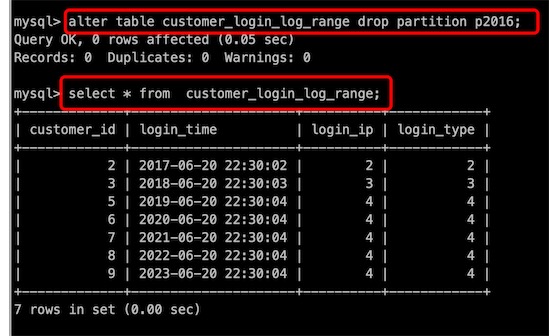 mysql> alter table customer_login_log_range drop partition p2016;
Query OK, 0 rows affected (0.05 sec)
Records: 0  Duplicates: 0  Warnings: 0
mysql> select * from  customer_login_log_range;
+-------------+---------------------+----------+------------+
| customer_id | login_time          | login_ip | login_type |
+-------------+---------------------+----------+------------+
|           2 | 2017-06-20 22:30:02 |        2 |          2 |
|           3 | 2018-06-20 22:30:03 |        3 |          3 |
|           5 | 2019-06-20 22:30:04 |        4 |          4 |
|           6 | 2020-06-20 22:30:04 |        4 |          4 |
|           7 | 2021-06-20 22:30:04 |        4 |          4 |
|           8 | 2022-06-20 22:30:04 |        4 |          4 |
|           9 | 2023-06-20 22:30:04 |        4 |          4 |
+-------------+---------------------+----------+------------+
7 rows in set (0.00 sec)